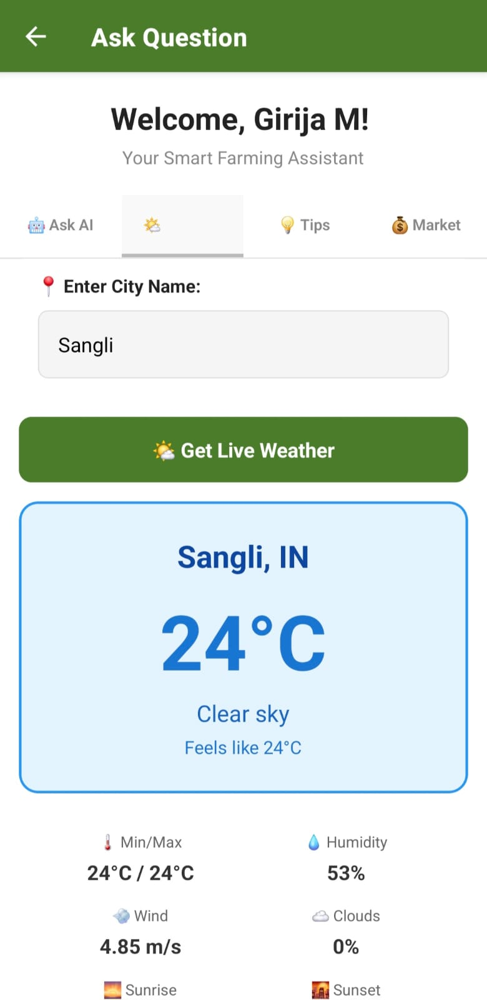 Ask Question
Welcome, Girija M!
Your Smart Farming Assistant
Ask AI
Tips
Market
Enter City Name:
Sangli
Get Live Weather
Sangli, IN
24°C
Clear sky
Feels like 24°C
Min/Max
Humidity
24°C / 24°C
53%
Wind
Clouds
4.85 m/s
0%
Sunrise
Sunset